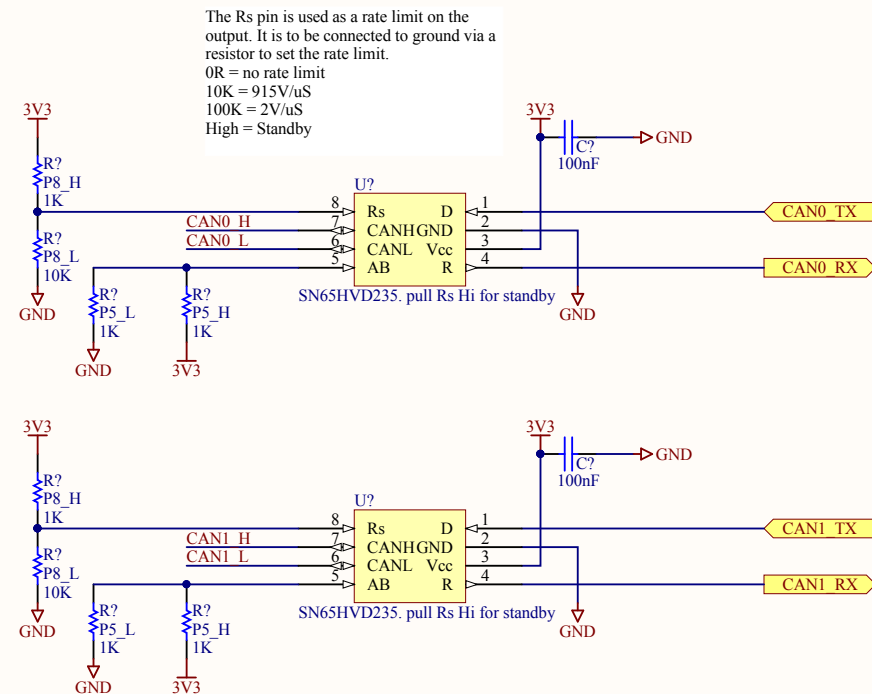 The Rs pin is used as a rate limit on the
output. It is to be connected to ground via a
resistor to set the rate limit.
0R = no rate limit
10K = 915V/uS
100K = 2V/uS
High = Standby
3V3
R?
P8_H
1K
R?
P8_L
10K
GND
R?
P5_L
1K
GND
R?
P5_H
1K
3V3
CAN0_H
CAN0_L
U?
8 Rs D 1
7 CANH GND 2
6 CANL Vcc 3
5 AB R 4
SN65HVD235. pull Rs Hi for standby
3V3
C?
100nF
GND
GND
CAN0_TX
CAN0_RX
3V3
R?
P8_H
1K
R?
P8_L
10K
GND
R?
P5_L
1K
GND
R?
P5_H
1K
3V3
CAN1_H
CAN1_L
U?
8 Rs D 1
7 CANH GND 2
6 CANL Vcc 3
5 AB R 4
SN65HVD235. pull Rs Hi for standby
3V3
C?
100nF
GND
GND
CAN1_TX
CAN1_RX